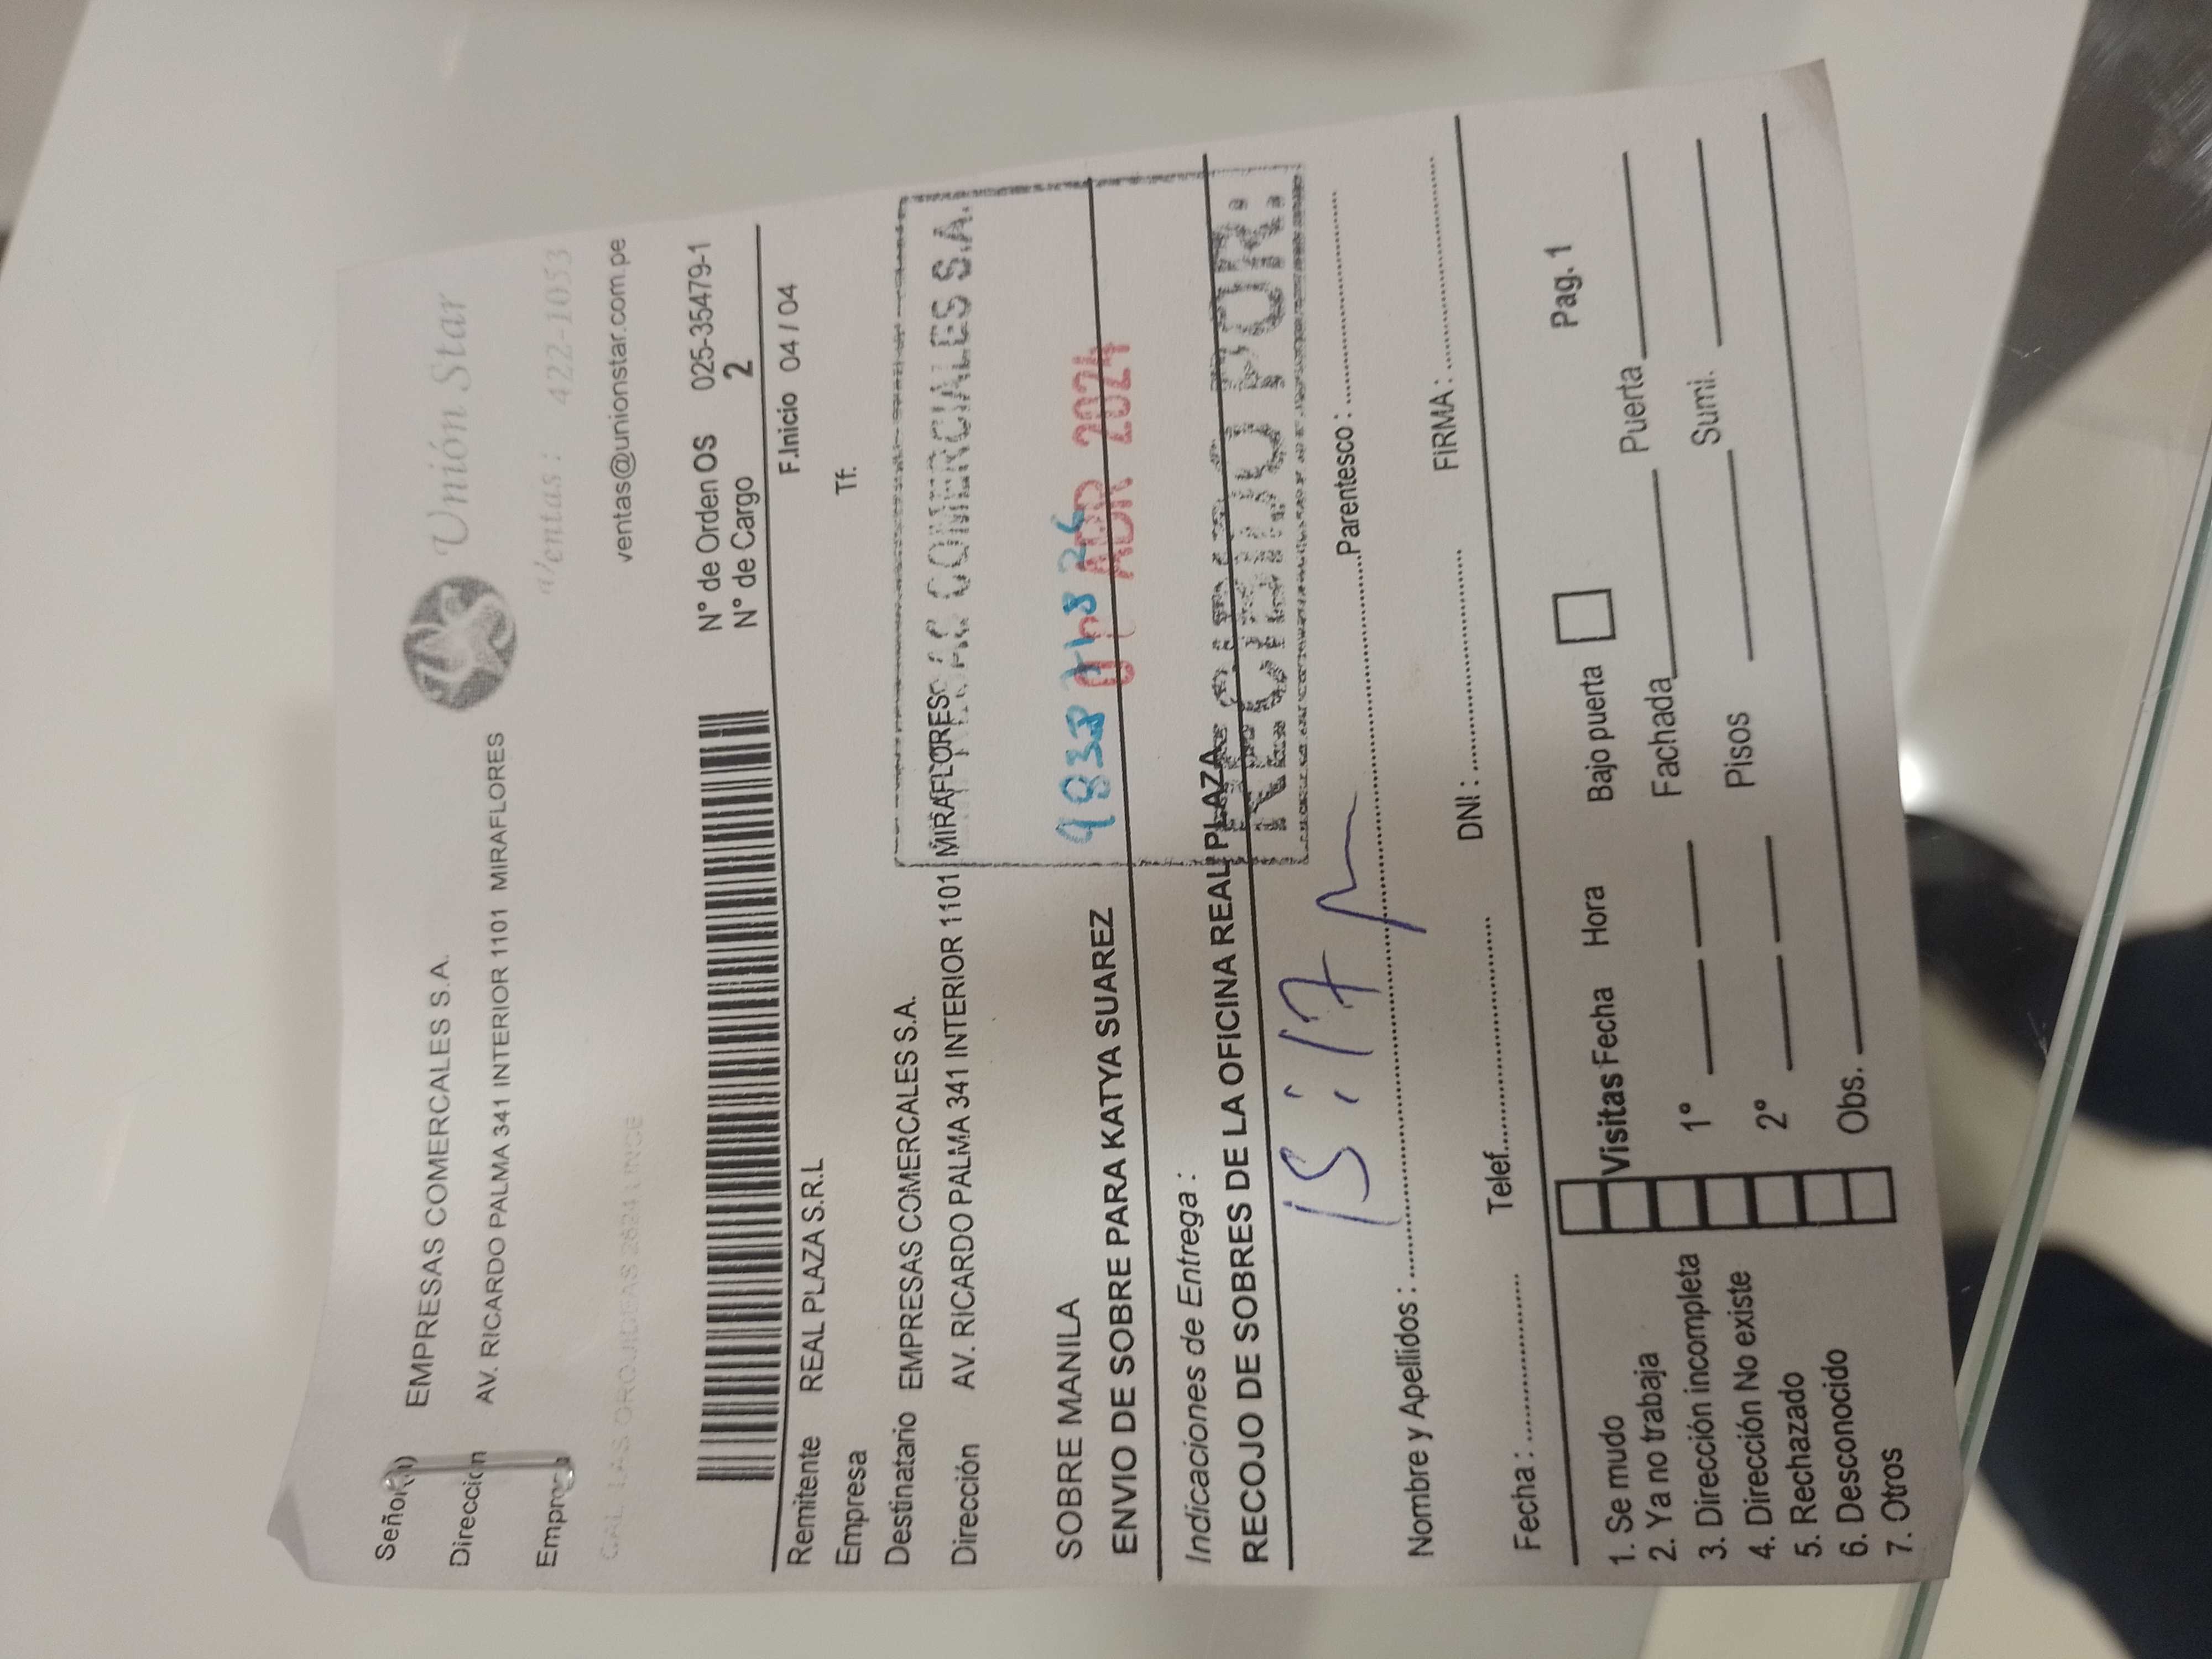 Señor(a) EMPRESAS COMERCALES S.A.
Dirección AV. RICARDO PALMA 341 INTERIOR 1101 MIRAFLORES
Unión Star
Ventas : 422-1053
ventas@unionstar.com.pe
N° de Orden OS 025-35479-1
N° de Cargo 2
Remitente REAL PLAZA S.R.L F.Inicio 04 / 04
Empresa Tf.
Destinatario EMPRESAS COMERCALES S.A.
Dirección AV. RICARDO PALMA 341 INTERIOR 1101 MIRAFLORES
COMERCIALES S.A.
SOBRE MANILA
ENVIO DE SOBRE PARA KATYA SUAREZ
ABR 2024
Indicaciones de Entrega :
RECOJO DE SOBRES DE LA OFICINA REAL PLAZA
POR:
15:17
Nombre y Apellidos : Parentesco :
Fecha : Telef. DNI : FIRMA :
1. Se mudo
2. Ya no trabaja
3. Dirección incompleta
4. Dirección No existe
5. Rechazado
6. Desconocido
7. Otros
Visitas Fecha Hora Bajo puerta Pag. 1
1° Fachada Puerta
2° Pisos Sumi.
Obs.